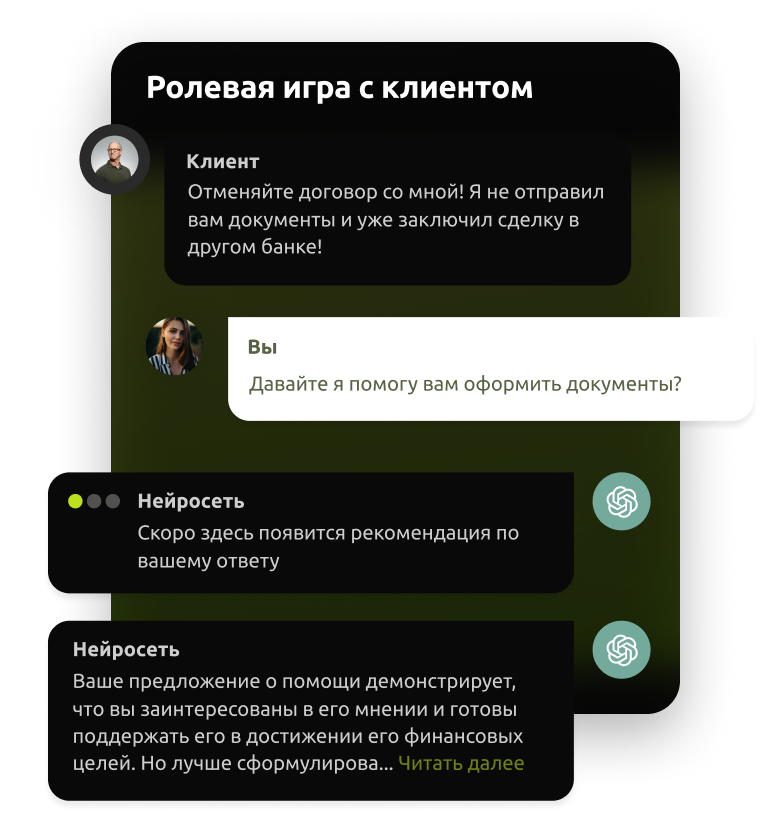 Ролевая игра с клиентом
Клиент
Отменяйте договор со мной! Я не отправил
вам документы и уже заключил сделку в
другом банке!
Вы
Давайте я помогу вам оформить документы?
Нейросеть
Скоро здесь появится рекомендация по
вашему ответу
Нейросеть
Ваше предложение о помощи демонстрирует,
что вы заинтересованы в его мнении и готовы
поддержать его в достижении его финансовых
целей. Но лучше сформулирова... Читать далее